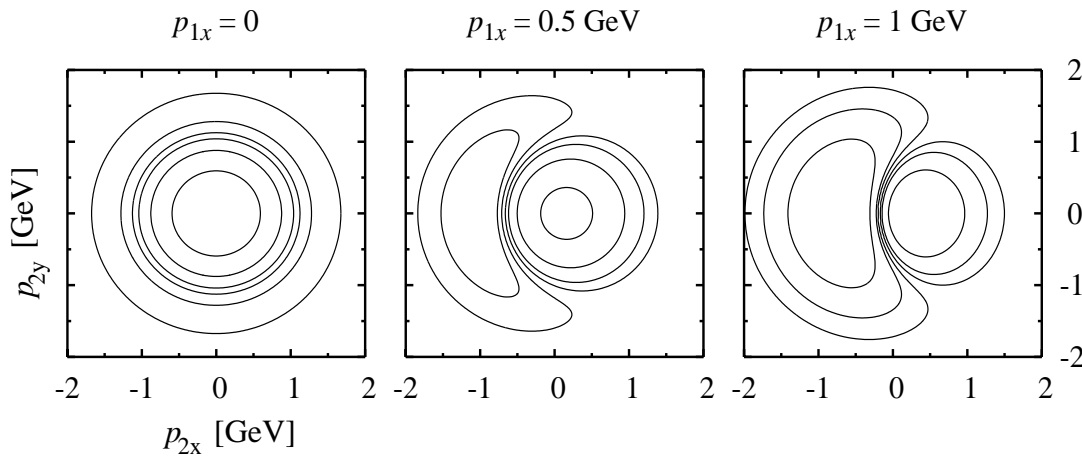 p1x = 0 p1x = 0.5 GeV p1x = 1 GeV
2
1
0
-1
-2
p2y [GeV]
-2 -1 0 1 2 -2 -1 0 1 2 -2 -1 0 1 2
p2x [GeV]